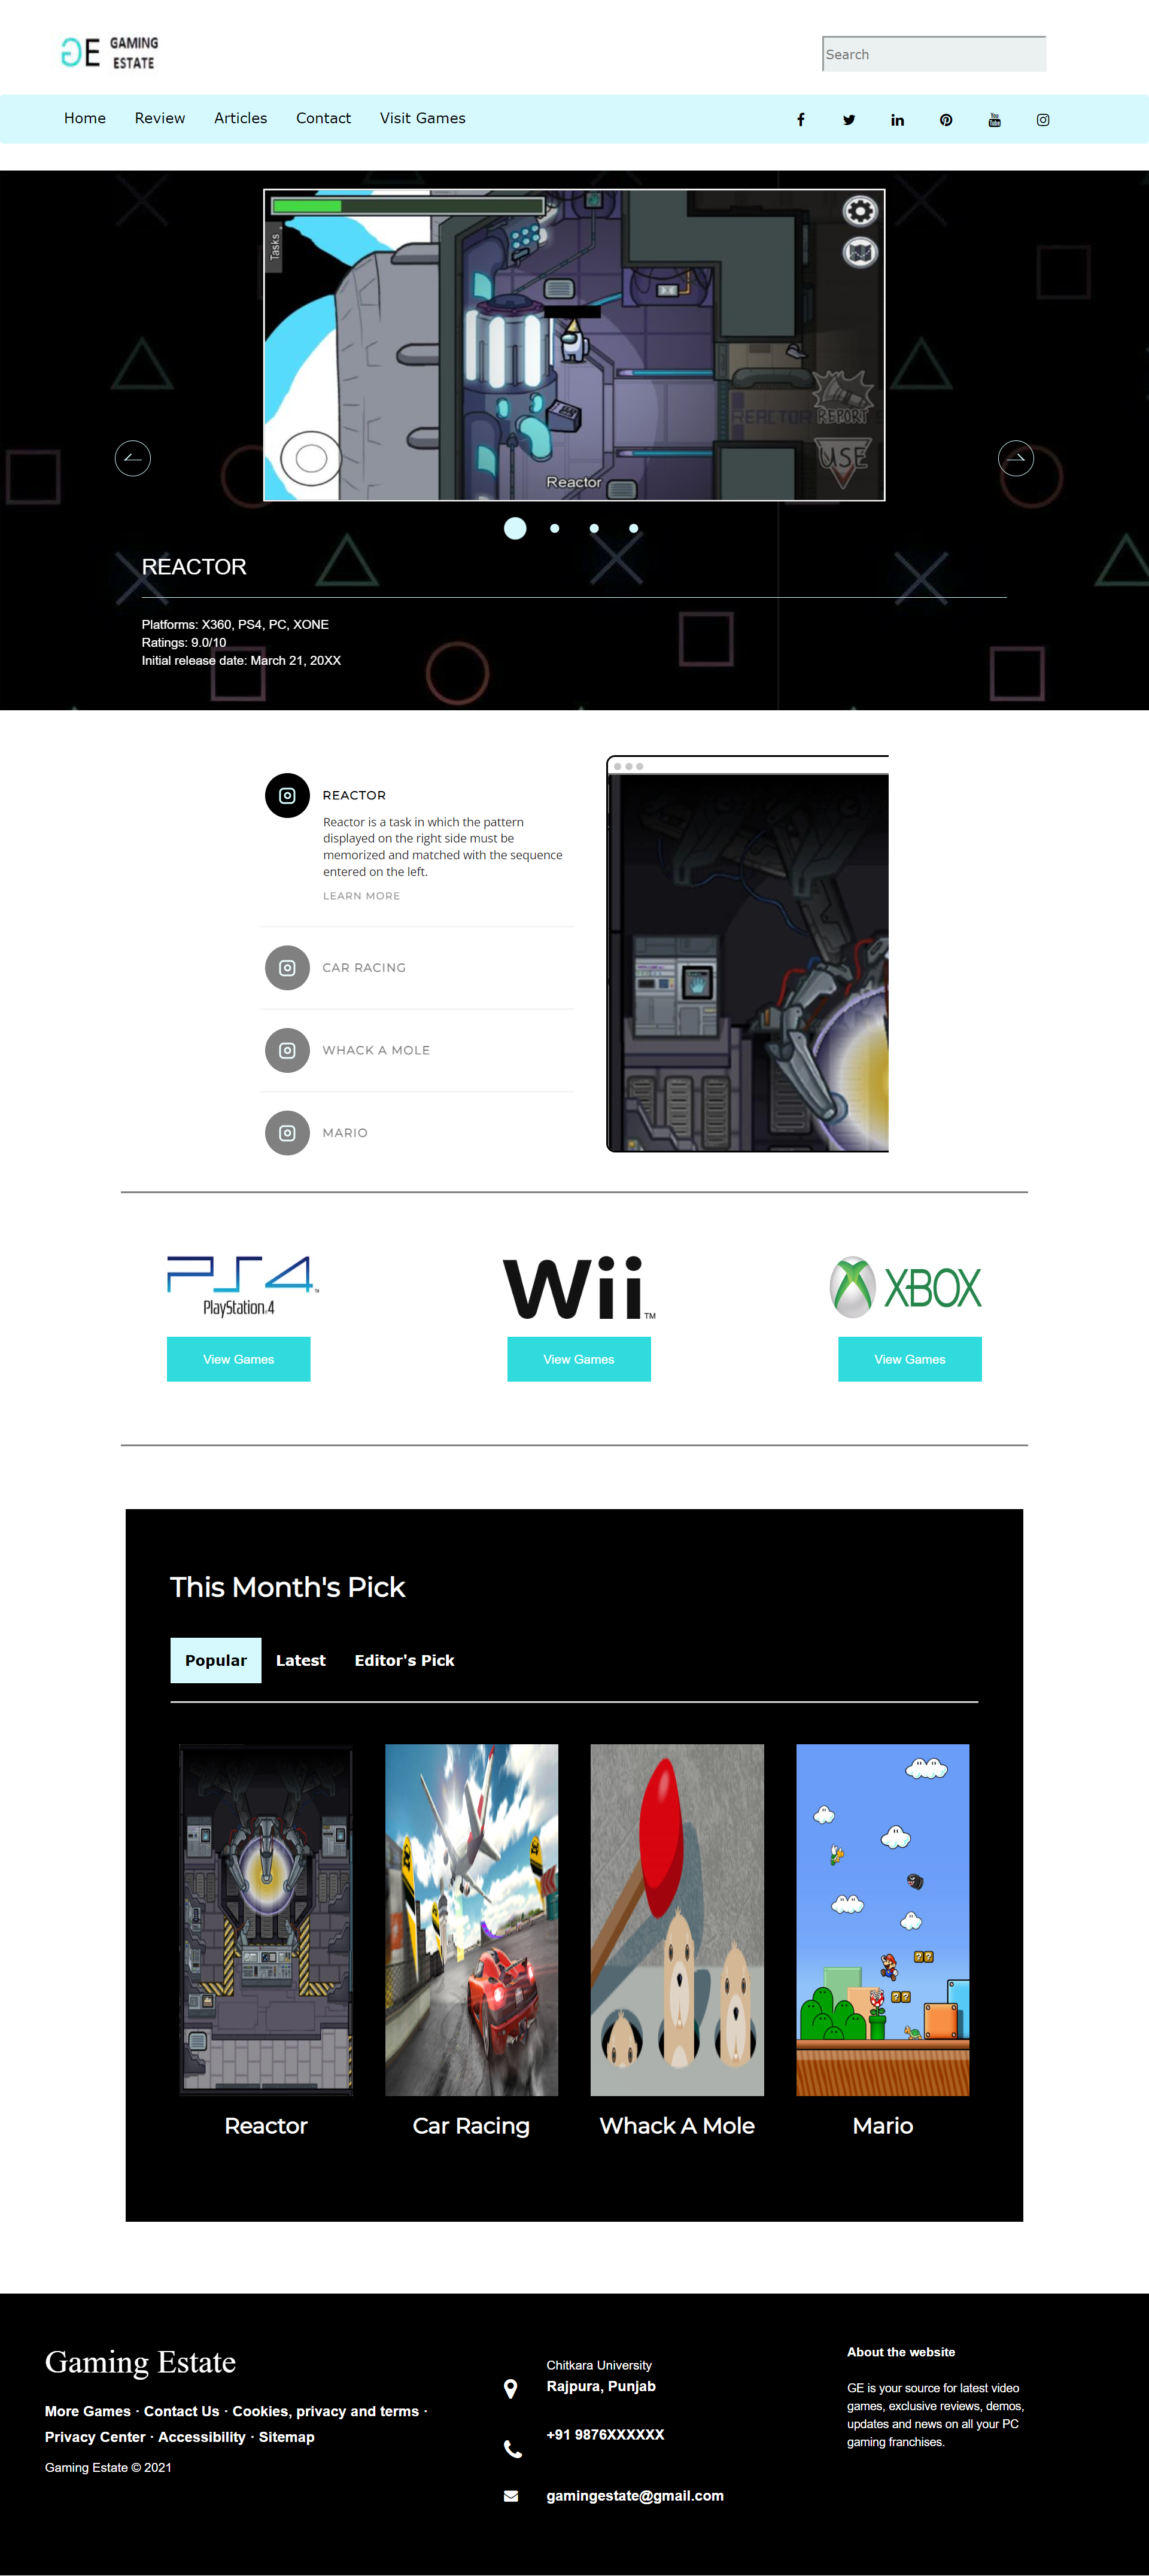 GE GAMING
ESTATE
Search
Home Review Articles Contact Visit Games
You
Tube
Tasks
REACTOR
REPORT
USE
Reactor
REACTOR
Platforms: X360, PS4, PC, XONE
Ratings: 9.0/10
Initial release date: March 21, 20XX
REACTOR
Reactor is a task in which the pattern
displayed on the right side must be
memorized and matched with the sequence
entered on the left.
LEARN MORE
CAR RACING
WHACK A MOLE
MARIO
PS4 TM
PlayStation.4
Wii TM
XBOX
View Games View Games View Games
This Month's Pick
Popular Latest Editor's Pick
Reactor Car Racing Whack A Mole Mario
Gaming Estate
More Games · Contact Us · Cookies, privacy and terms ·
Privacy Center · Accessibility · Sitemap
Gaming Estate © 2021
Chitkara University
Rajpura, Punjab
+91 9876XXXXXX
gamingestate@gmail.com
About the website
GE is your source for latest video
games, exclusive reviews, demos,
updates and news on all your PC
gaming franchises.